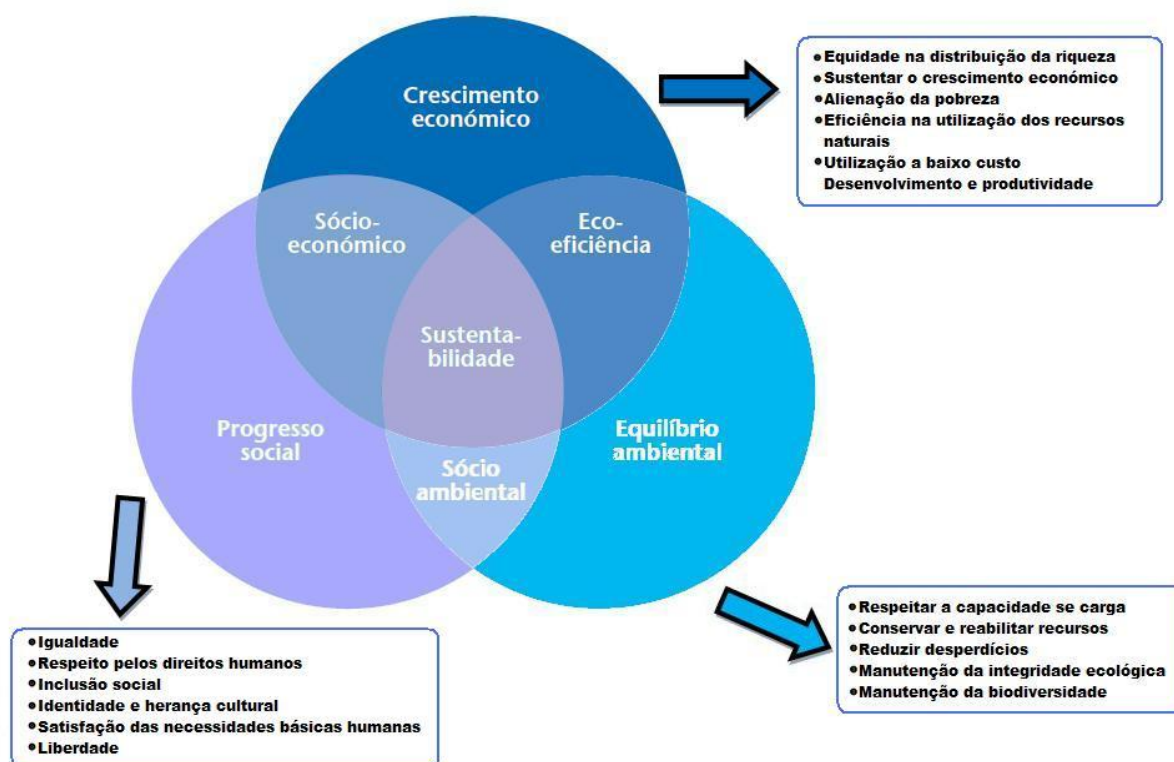 Crescimento
económico
Sócio-
económico
Eco-
eficiência
Sustenta-
bilidade
Progresso
social
Equilíbrio
ambiental
Sócio
ambiental
•Equidade na distribuição da riqueza
•Sustentar o crescimento económico
•Alienação da pobreza
•Eficiência na utilização dos recursos
naturais
•Utilização a baixo custo
Desenvolvimento e produtividade
•Igualdade
•Respeito pelos direitos humanos
•Inclusão social
•Identidade e herança cultural
•Satisfação das necessidades básicas humanas
•Liberdade
•Respeitar a capacidade se carga
•Conservar e reabilitar recursos
•Reduzir desperdícios
•Manutenção da integridade ecológica
•Manutenção da biodiversidade